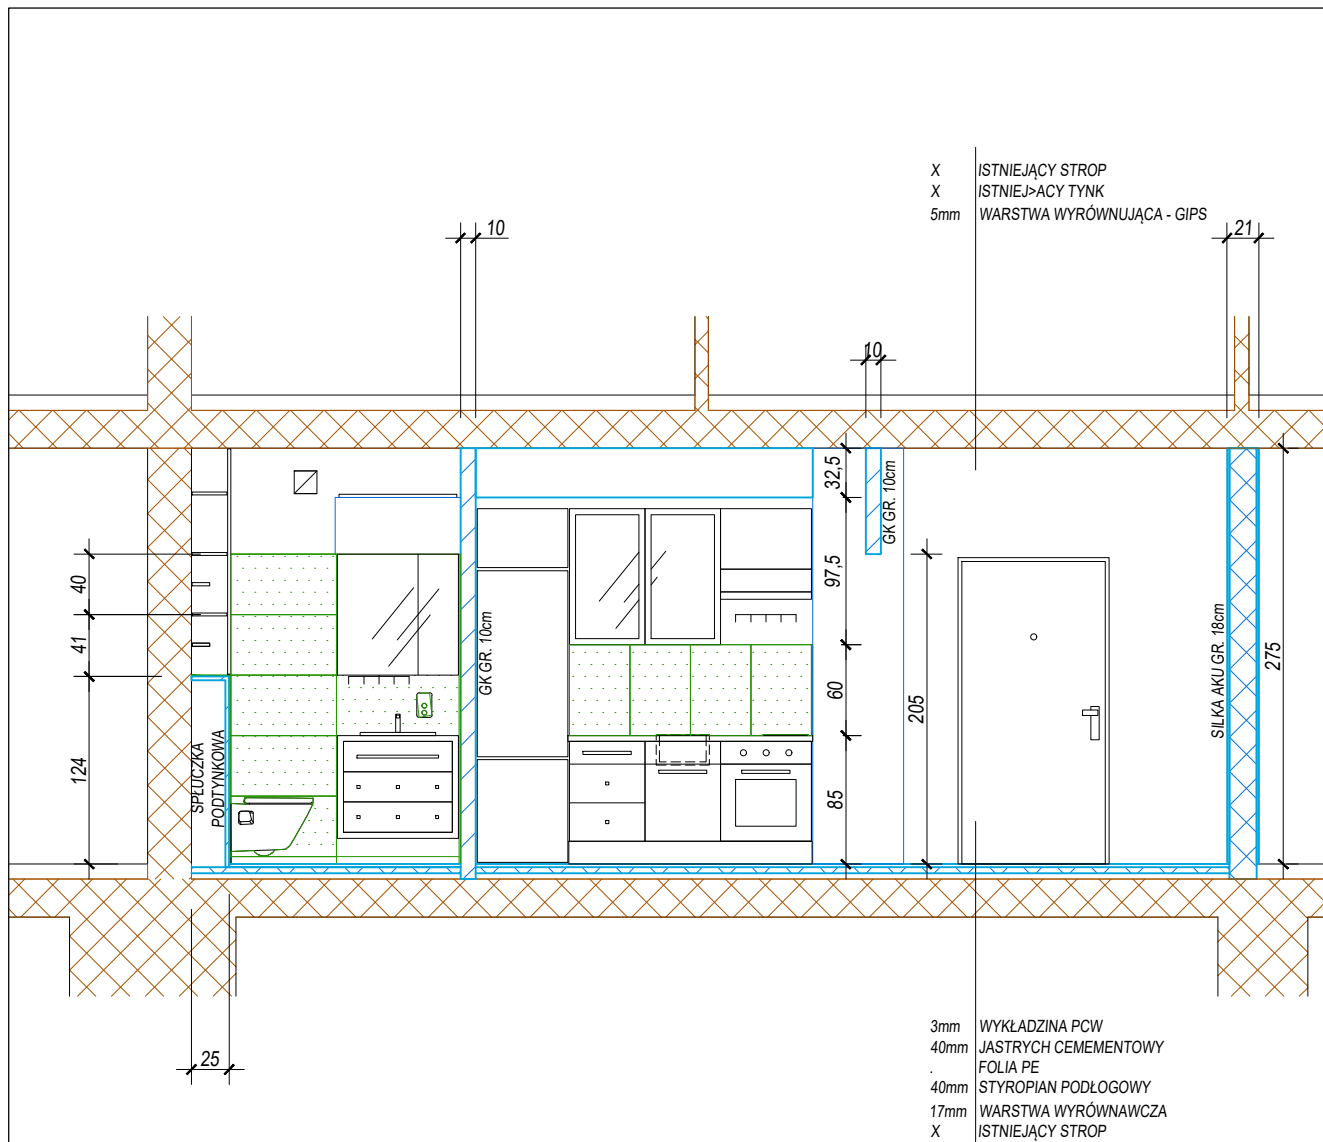 X ISTNIEJĄCY STROP
X ISTNIEJ>ACY TYNK
5mm WARSTWA WYRÓWNUJĄCA - GIPS
10
21
10
32,5
GK GR. 10cm
97,5
40
41
GK GR. 10cm
SILKA AKU GR. 18cm
275
60
205
124
SPŁUCZKA
PODTYNKOWA
85
25
3mm WYKŁADZINA PCW
40mm JASTRYCH CEMEMENTOWY
. FOLIA PE
40mm STYROPIAN PODŁOGOWY
17mm WARSTWA WYRÓWNAWCZA
X ISTNIEJĄCY STROP